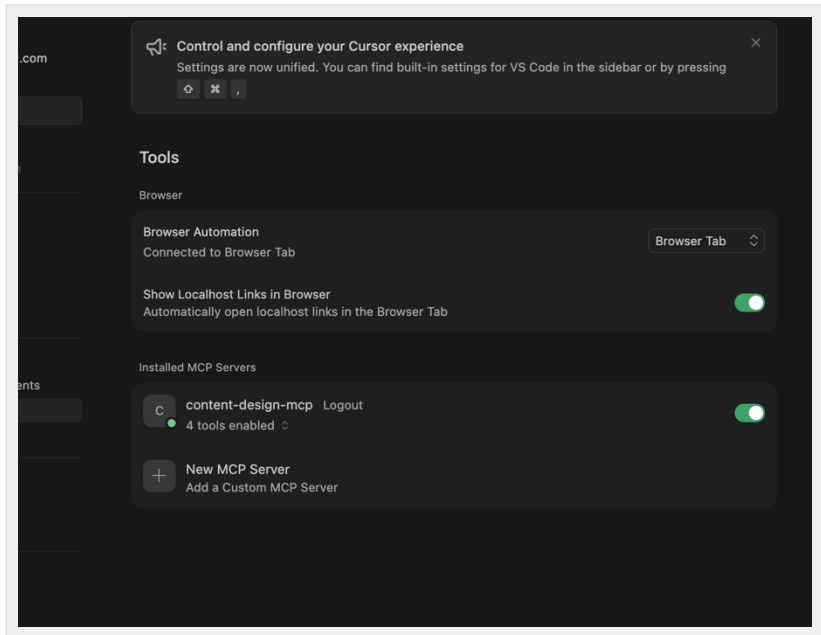 .com
Control and configure your Cursor experience
Settings are now unified. You can find built-in settings for VS Code in the sidebar or by pressing
⇧ ⌘ ,
Tools
Browser
Browser Automation
Connected to Browser Tab
Browser Tab
Show Localhost Links in Browser
Automatically open localhost links in the Browser Tab
Installed MCP Servers
ents
C
content-design-mcp Logout
4 tools enabled
New MCP Server
Add a Custom MCP Server